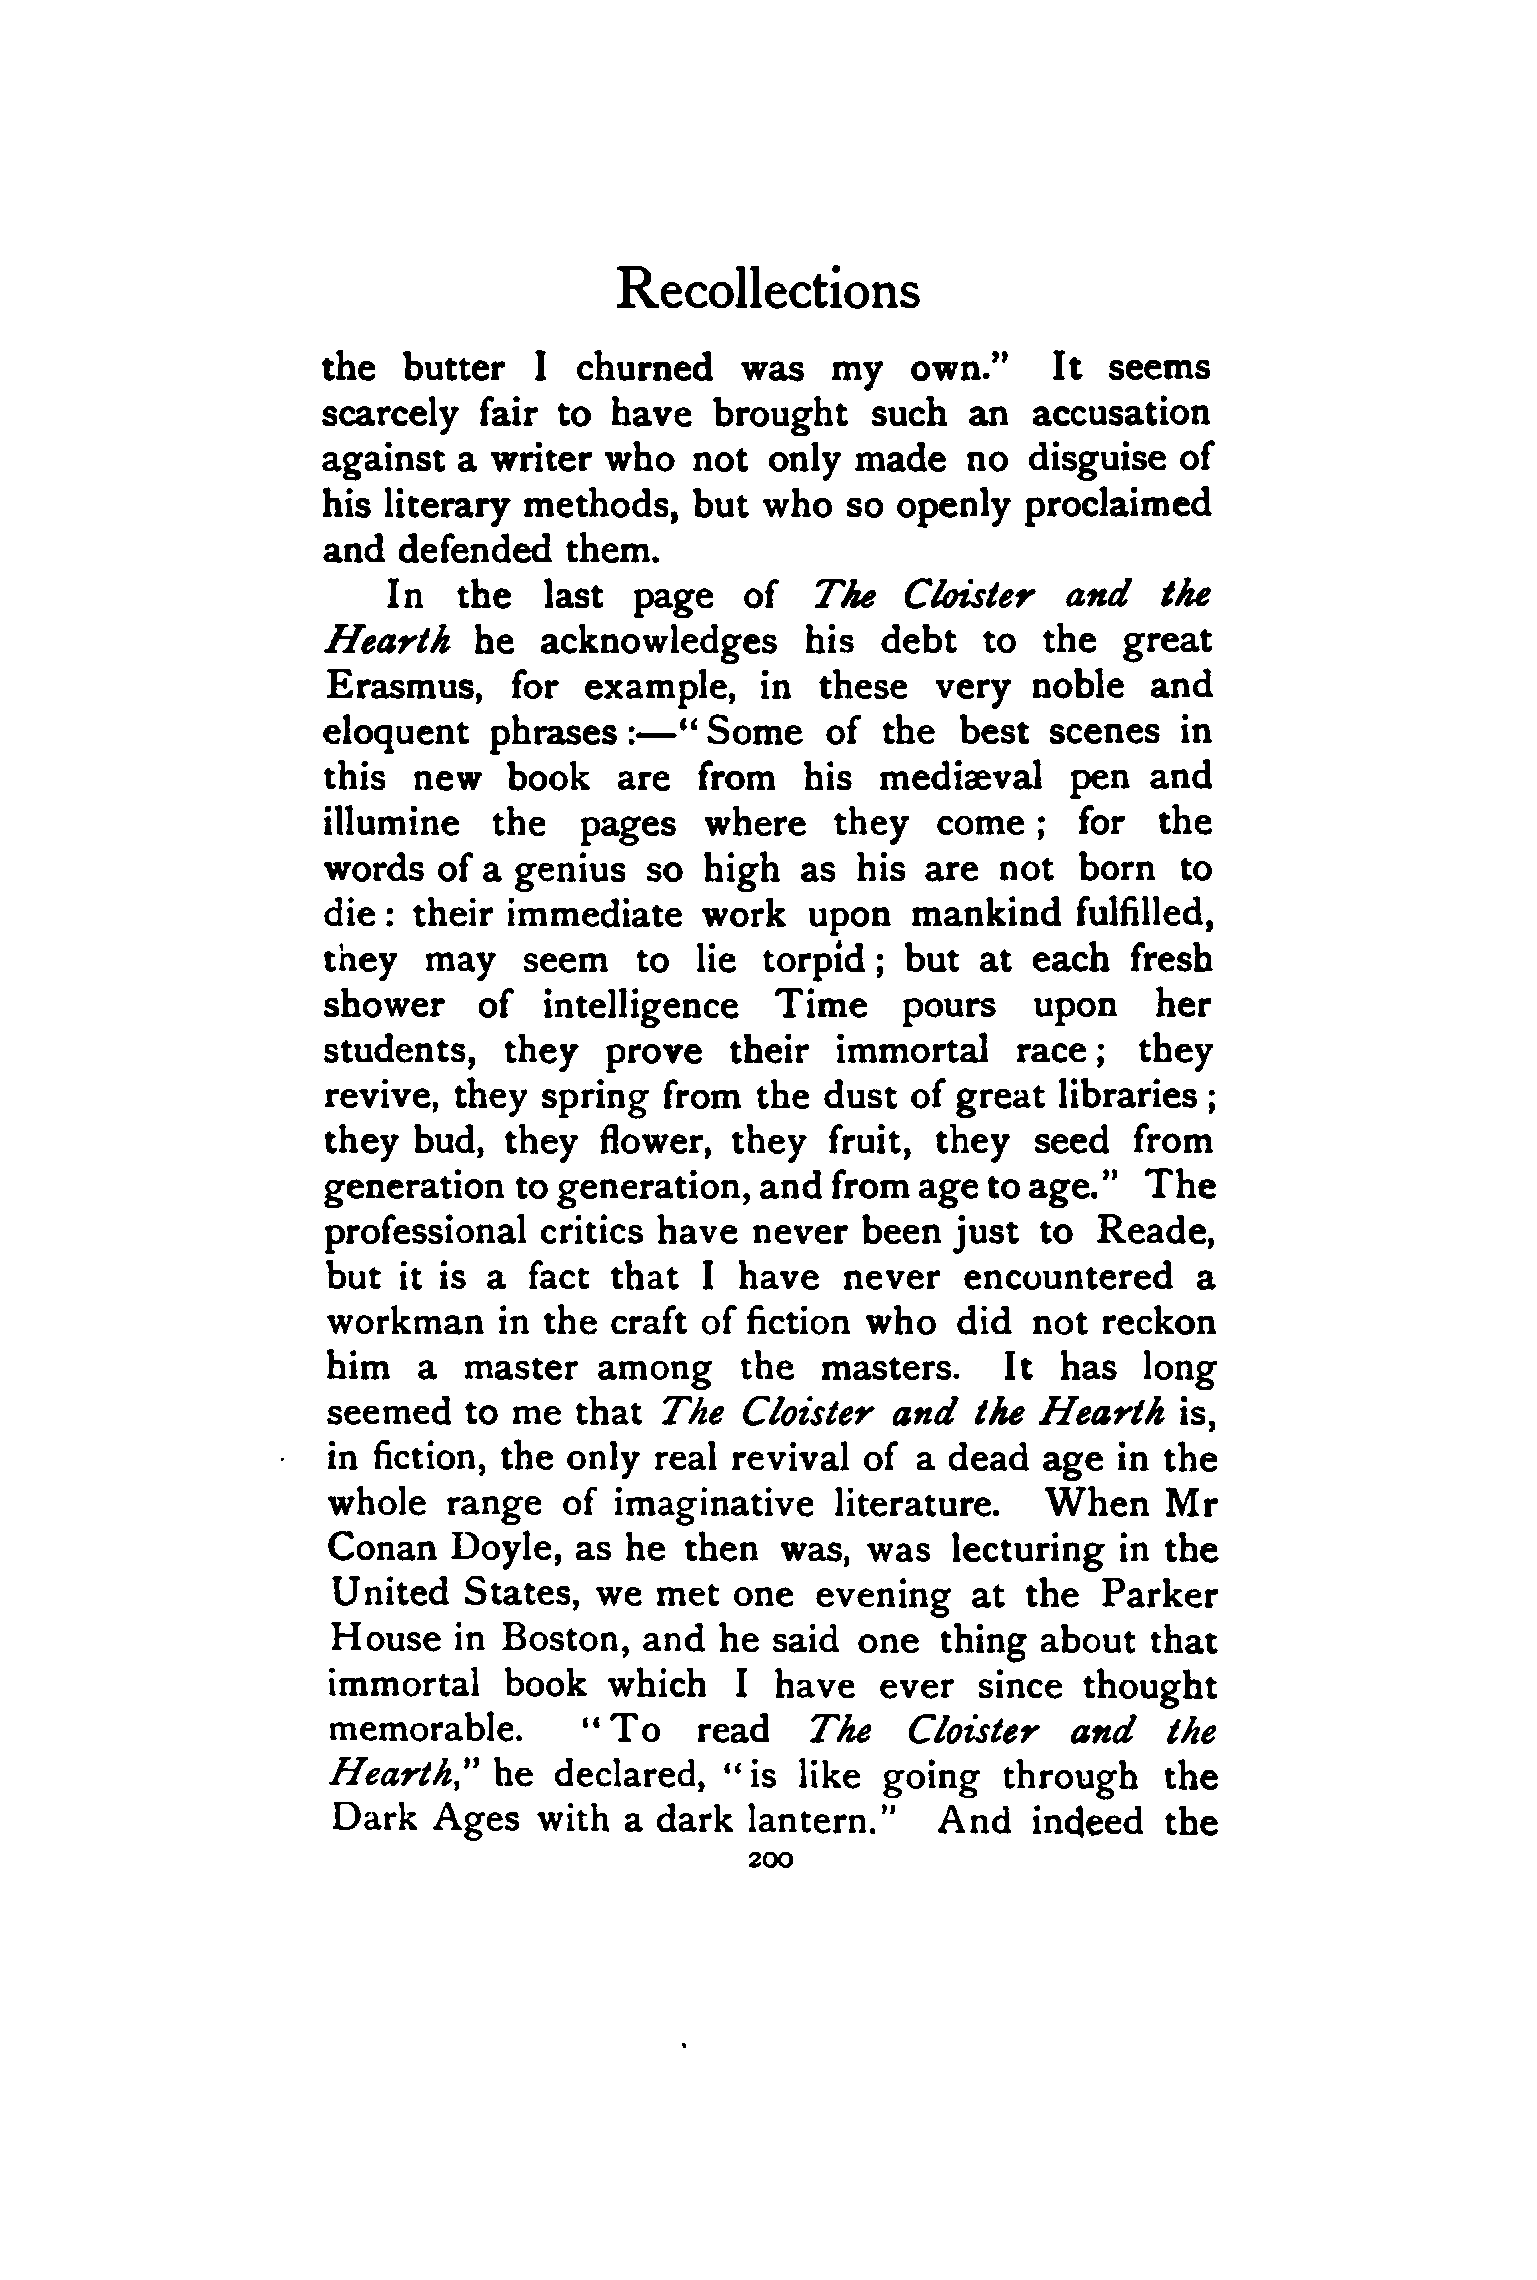 Recollections
the butter I churned was my own.” It seems
scarcely fair to have brought such an accusation
against a writer who not only made no disguise of
his literary methods, but who so openly proclaimed
and defended them.
In the last page of The Cloister and the
Hearth he acknowledges his debt to the great
Erasmus, for example, in these very noble and
eloquent phrases :—“ Some of the best scenes in
this new book are from his mediæval pen and
illumine the pages where they come ; for the
words of a genius so high as his are not born to
die : their immediate work upon mankind fulfilled,
they may seem to lie torpid ; but at each fresh
shower of intelligence Time pours upon her
students, they prove their immortal race ; they
revive, they spring from the dust of great libraries ;
they bud, they flower, they fruit, they seed from
generation to generation, and from age to age.” The
professional critics have never been just to Reade,
but it is a fact that I have never encountered a
workman in the craft of fiction who did not reckon
him a master among the masters. It has long
seemed to me that The Cloister and the Hearth is,
in fiction, the only real revival of a dead age in the
whole range of imaginative literature. When Mr
Conan Doyle, as he then was, was lecturing in the
United States, we met one evening at the Parker
House in Boston, and he said one thing about that
immortal book which I have ever since thought
memorable. “ To read The Cloister and the
Hearth,” he declared, “ is like going through the
Dark Ages with a dark lantern.” And indeed the
200